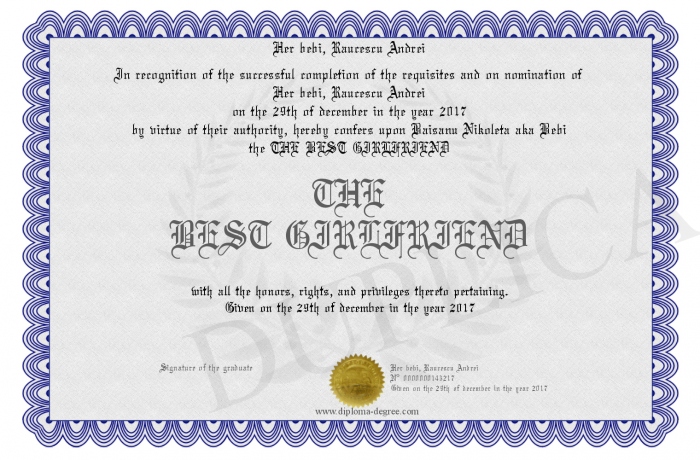 Her bebi, Raucescu Andrei
In recognition of the successful completion of the requisites and on nomination of
Her bebi, Raucescu Andrei
on the 29th of december in the year 2017
by virtue of their authority, hereby confers upon Baisanu Nikoleta aka Bebi
the THE BEST GIRLFRIEND
THE
BEST GIRLFRIEND
with all the honors, rights, and privileges thereto pertaining.
Given on the 29th of december in the year 2017
DUPLICA
Signature of the graduate
Her bebi, Raucescu Andrei
Nº 0000000143217
Given on the 29th of december in the year 2017
www.diploma-degree.com